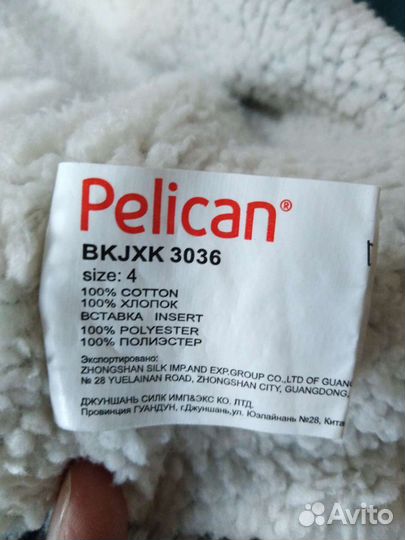 Pelican®
BKJXK 3036
size: 4
100% COTTON
100% ХЛОПОК
ВСТАВКА INSERT
100% POLYESTER
100% ПОЛИЭСТЕР
Экспортировано:
ZHONGSHAN SILK IMP.AND EXP.GROUP CO.,LTD OF
№ 28 YUELAINAN ROAD, ZHONGSHAN CITY, GUANGDONG,
ДЖУНШАНЬ СИЛК ИМП&ЭКС КО. ЛТД.
Провинция ГУАНДУН, г.Джуншань,ул. Юэлайнань №28, Кита
Avito